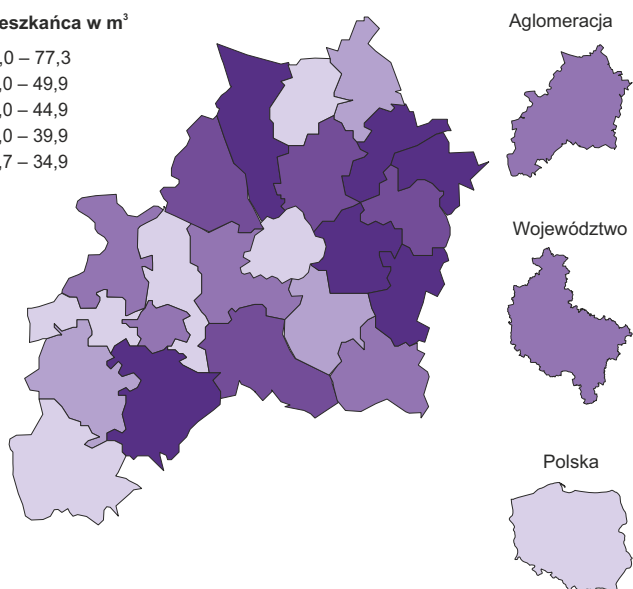 eszkańca w m³
,0 – 77,3
,0 – 49,9
,0 – 44,9
,0 – 39,9
,7 – 34,9
Aglomeracja
Województwo
Polska